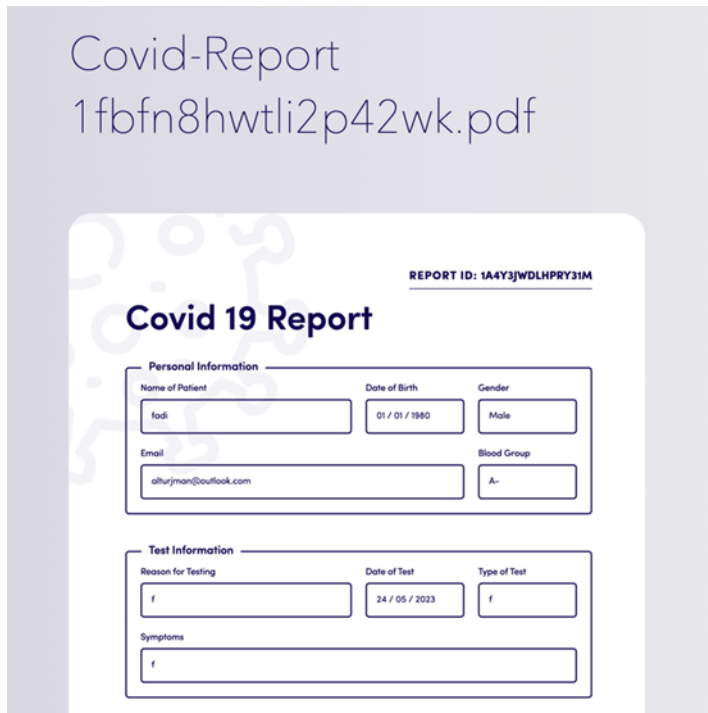 Covid-Report
1fbfn8hwtli2p42wk.pdf
REPORT ID: 1A4Y3JWDLHPRY31M
Covid 19 Report
Personal Information
Name of Patient Date of Birth Gender
fadi 01 / 01 / 1980 Male
Email Blood Group
alturjman@outlook.com A-
Test Information
Reason for Testing Date of Test Type of Test
f 24 / 05 / 2023 f
Symptoms
f